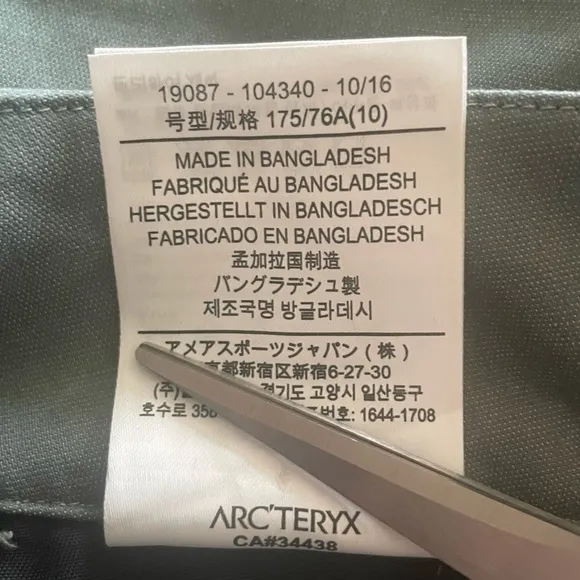 19087 - 104340 - 10/16
号型/规格 175/76A(10)
MADE IN BANGLADESH
FABRIQUÉ AU BANGLADESH
HERGESTELLT IN BANGLADESCH
FABRICADO EN BANGLADESH
孟加拉国制造
バングラデシュ製
제조국명 방글라데시
アメアスポーツジャパン(株)
京都新宿区新宿6-27-30
(주) 경기도 고양시 일산동구
호수로 번호: 1644-1708
ARC'TERYX
CA#34438